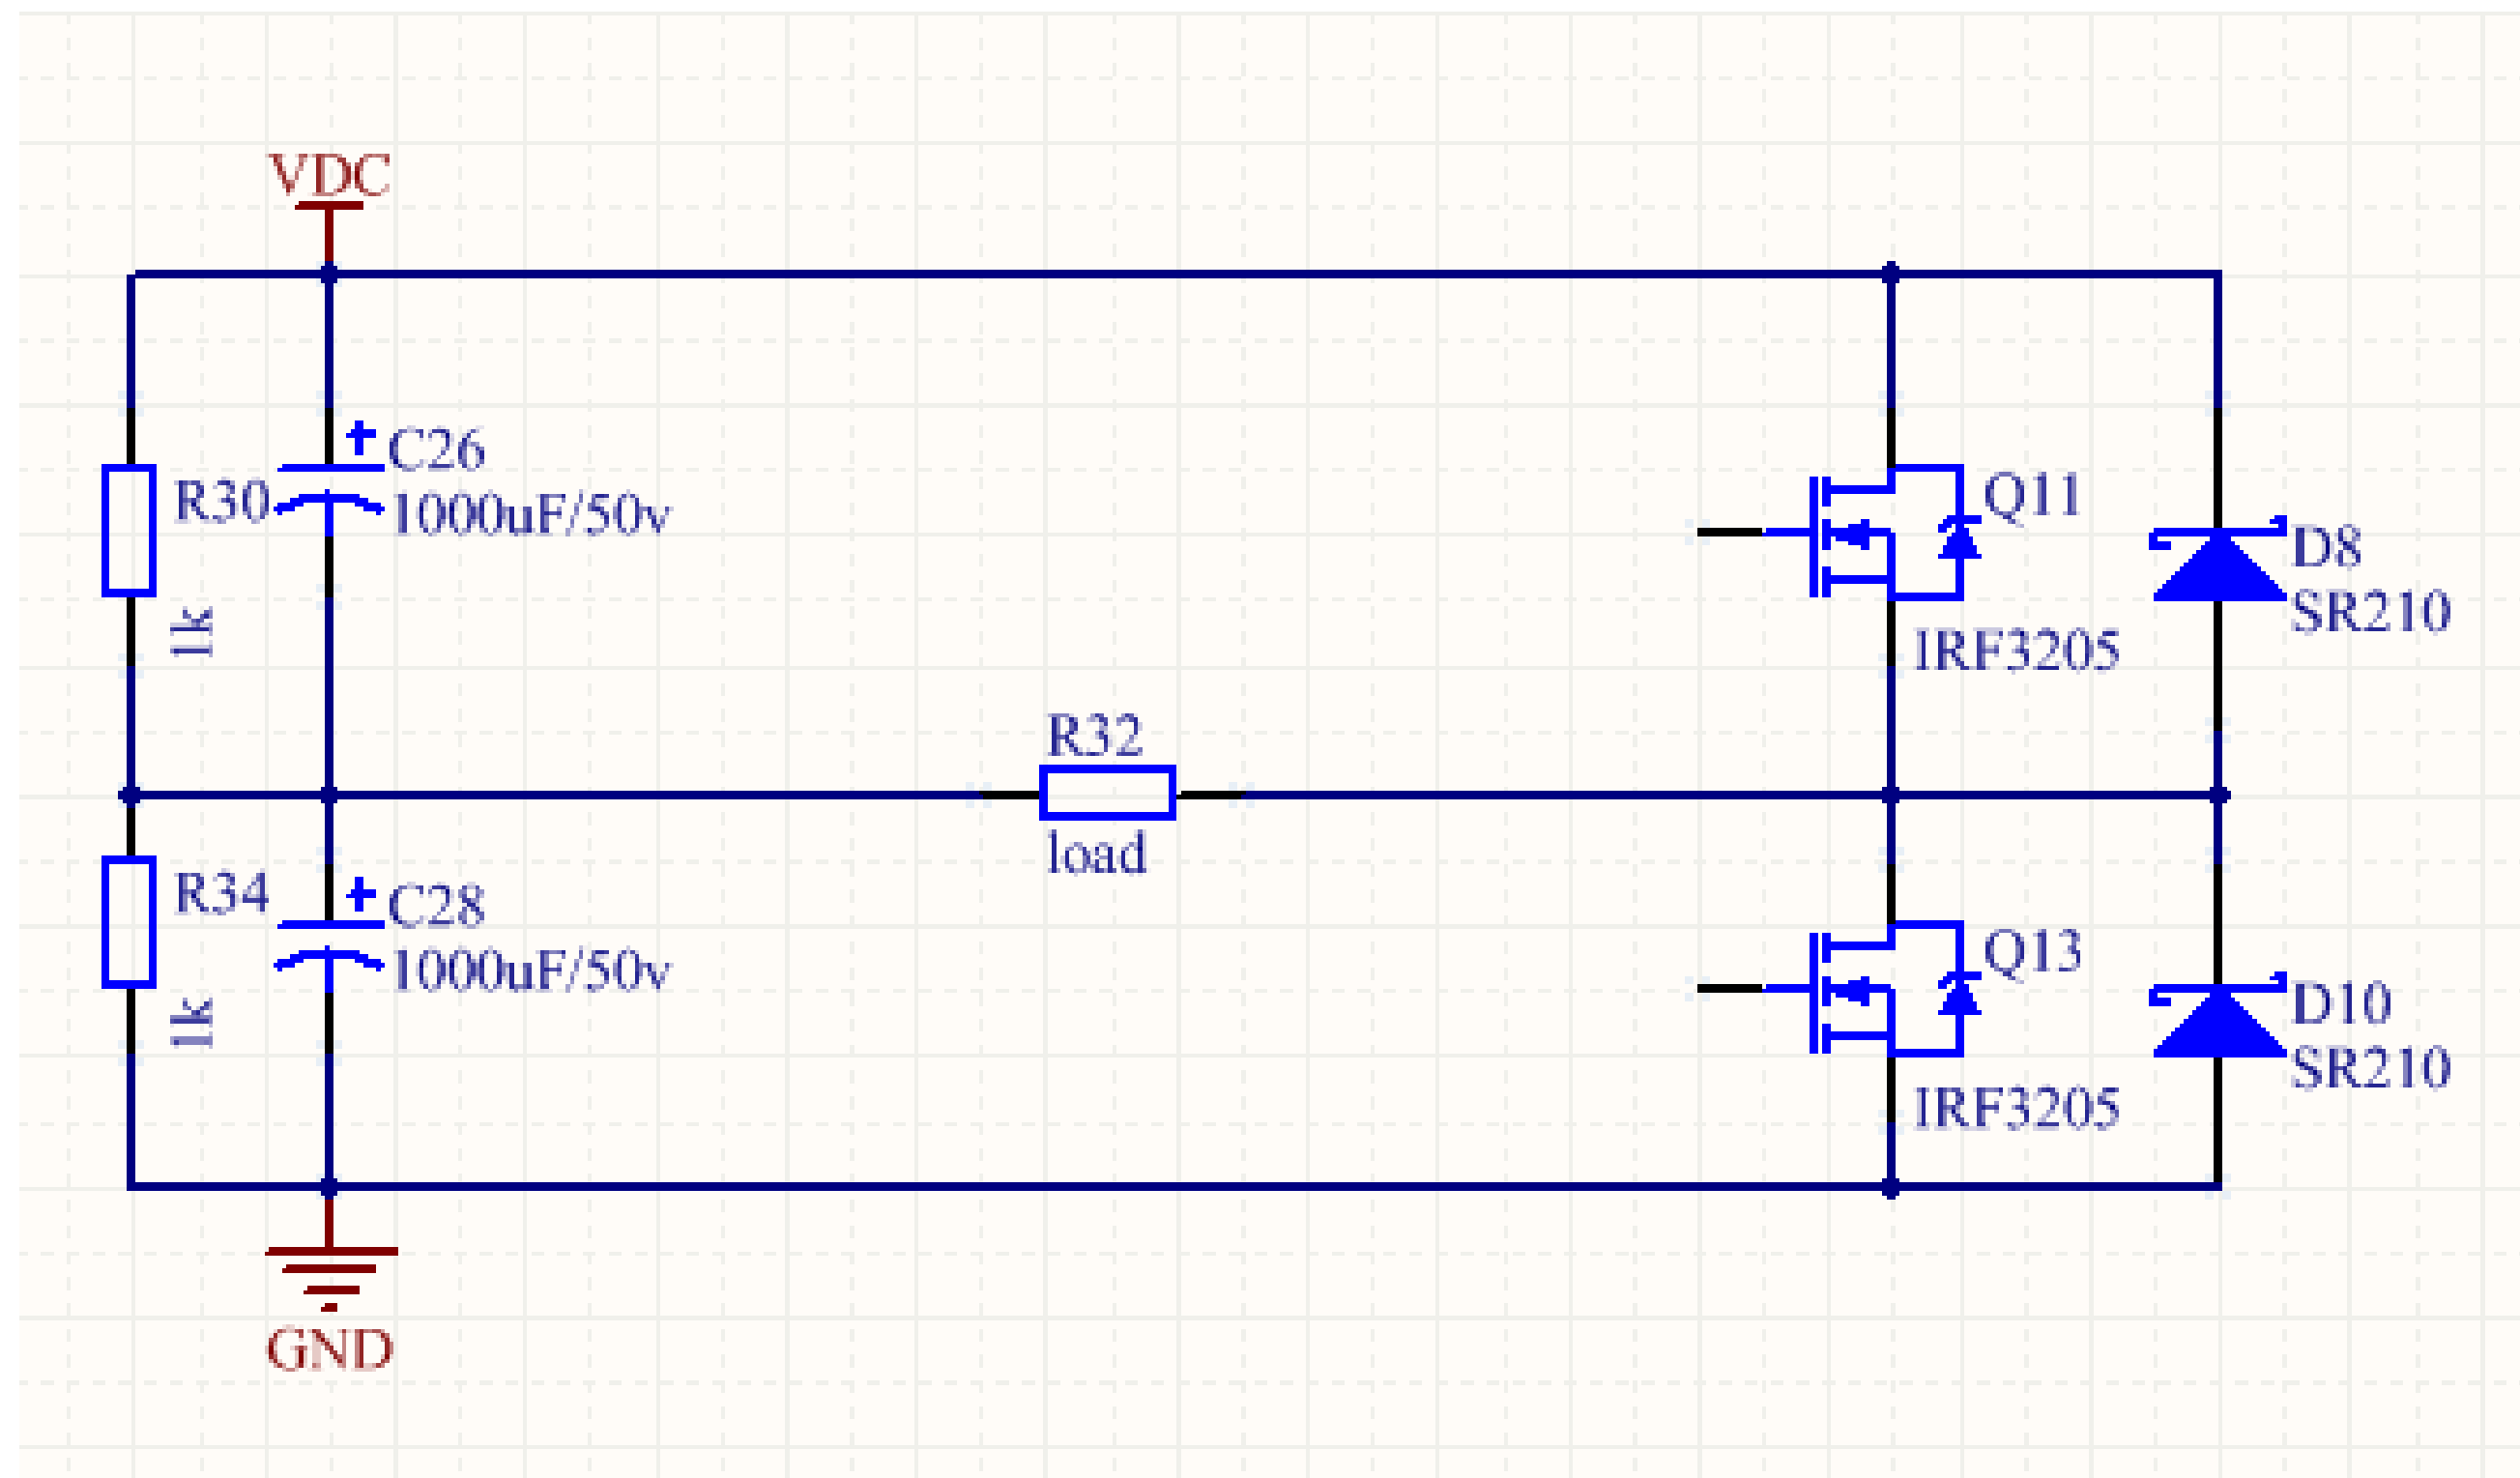 VDC
C26
1000uF/50v
R30
1k
Q11
IRF3205
D8
SR210
R32
load
R34
1k
C28
1000uF/50v
Q13
IRF3205
D10
SR210
GND